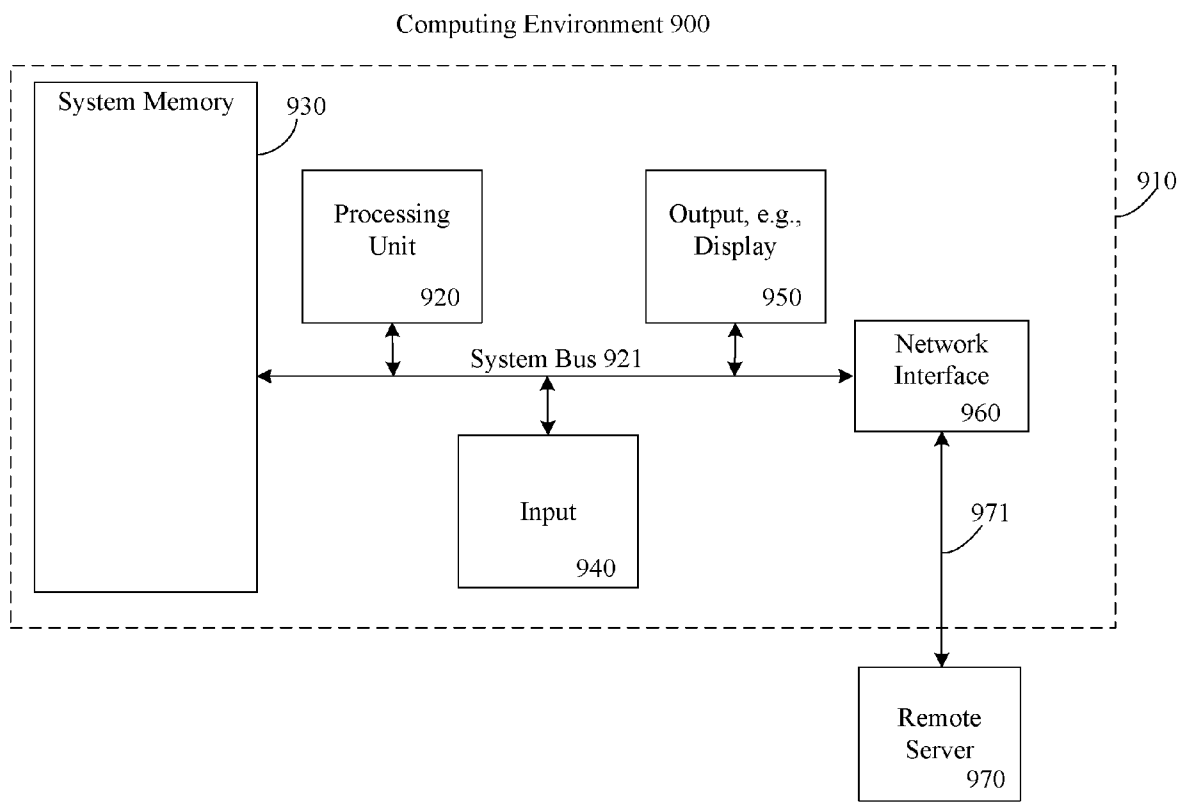 Computing Environment 900
System Memory
930
910
Processing
Unit
920
Output, e.g.,
Display
950
System Bus 921
Network
Interface
960
Input
940
971
Remote
Server
970